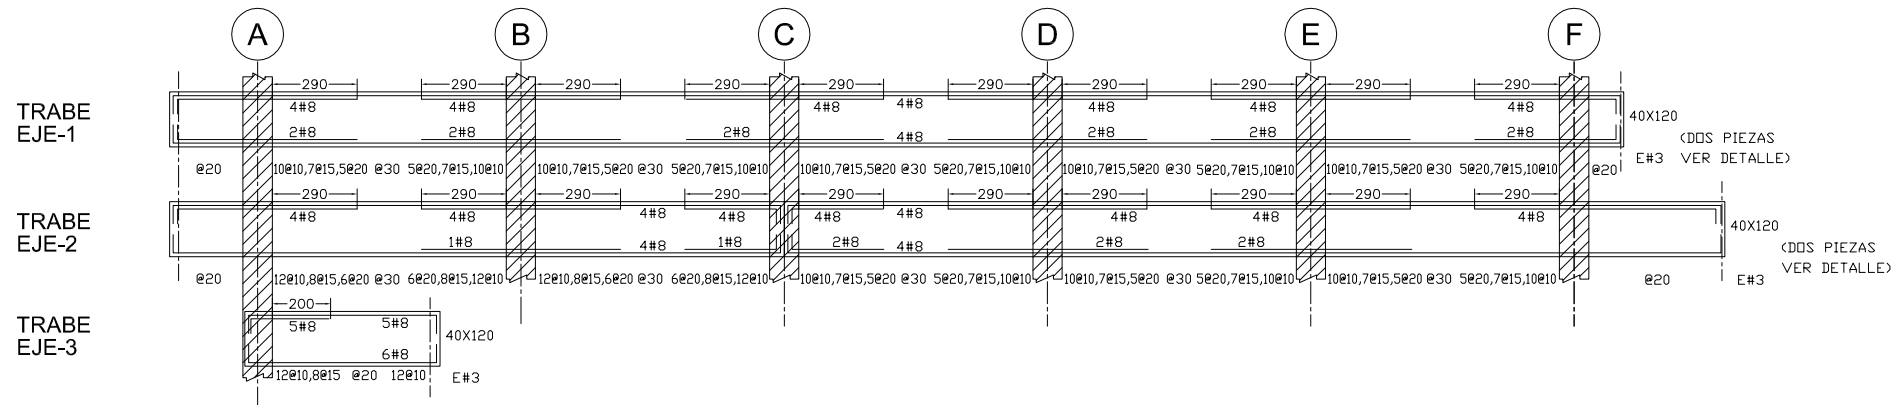 A B C D E F
290 290 290 290 290 290 290 290 290 290
TRABE
EJE-1
4#8 4#8 4#8 4#8 4#8 4#8 4#8 4#8
2#8 2#8 2#8 4#8 2#8 2#8 2#8
40X120
(DOS PIEZAS
VER DETALLE)
E#3
@20 10@10,7@15,5@20 @30 5@20,7@15,10@10 10@10,7@15,5@20 @30 5@20,7@15,10@10 10@10,7@15,5@20 @30 5@20,7@15,10@10 10@10,7@15,5@20 @30 5@20,7@15,10@10 10@10,7@15,5@20 @30 5@20,7@15,10@10 @20
290 290 290 290 290 290 290 290 290 290
TRABE
EJE-2
4#8 4#8 4#8 4#8 4#8 4#8 4#8 4#8 4#8
1#8 4#8 1#8 2#8 4#8 2#8 2#8
40X120
(DOS PIEZAS
VER DETALLE)
E#3
@20 12@10,8@15,6@20 @30 6@20,8@15,12@10 12@10,8@15,6@20 @30 6@20,8@15,12@10 10@10,7@15,5@20 @30 5@20,7@15,10@10 10@10,7@15,5@20 @30 5@20,7@15,10@10 10@10,7@15,5@20 @30 5@20,7@15,10@10 @20
200
TRABE
EJE-3
5#8 5#8
6#8
40X120
12@10,8@15 @20 12@10 E#3